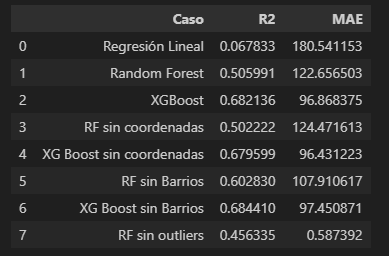 Caso R2 MAE
0 Regresión Lineal 0.067833 180.541153
1 Random Forest 0.505991 122.656503
2 XGBoost 0.682136 96.868375
3 RF sin coordenadas 0.502222 124.471613
4 XG Boost sin coordenadas 0.679599 96.431223
5 RF sin Barrios 0.602830 107.910617
6 XG Boost sin Barrios 0.684410 97.450871
7 RF sin outliers 0.456335 0.587392